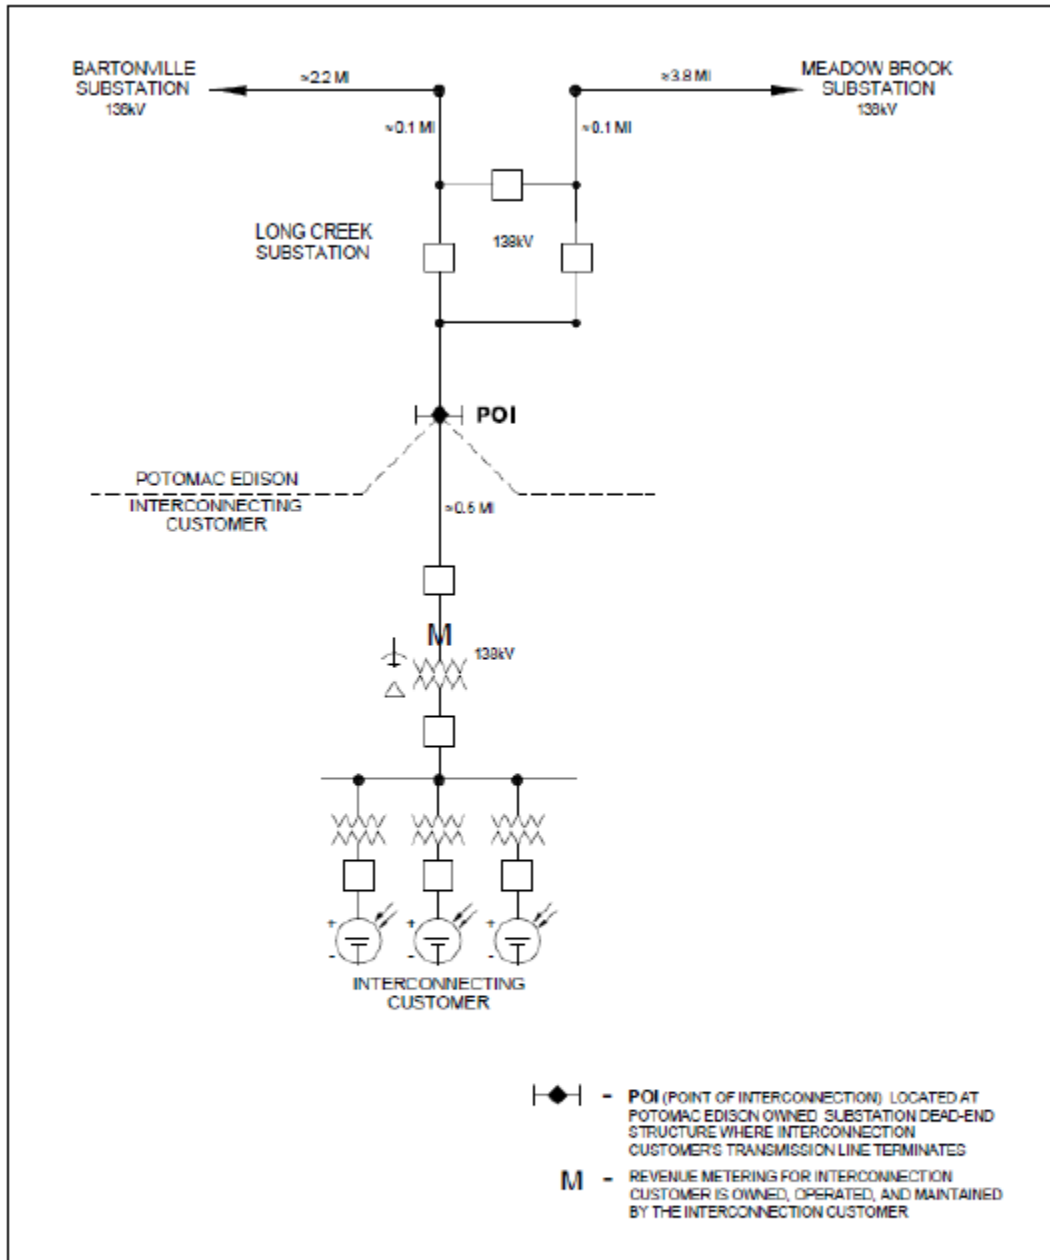 BARTONVILLE
SUBSTATION
138kV
≈2.2 MI
≈3.8 MI
MEADOW BROOK
SUBSTATION
138kV
≈0.1 MI
≈0.1 MI
LONG CREEK
SUBSTATION
138kV
POI
POTOMAC EDISON
INTERCONNECTING
CUSTOMER
≈0.5 MI
M
138kV
+
-
+
-
+
-
INTERCONNECTING
CUSTOMER
- POI (POINT OF INTERCONNECTION) LOCATED AT
POTOMAC EDISON OWNED SUBSTATION DEAD-END
STRUCTURE WHERE INTERCONNECTION
CUSTOMER'S TRANSMISSION LINE TERMINATES
M - REVENUE METERING FOR INTERCONNECTION
CUSTOMER IS OWNED, OPERATED, AND MAINTAINED
BY THE INTERCONNECTION CUSTOMER